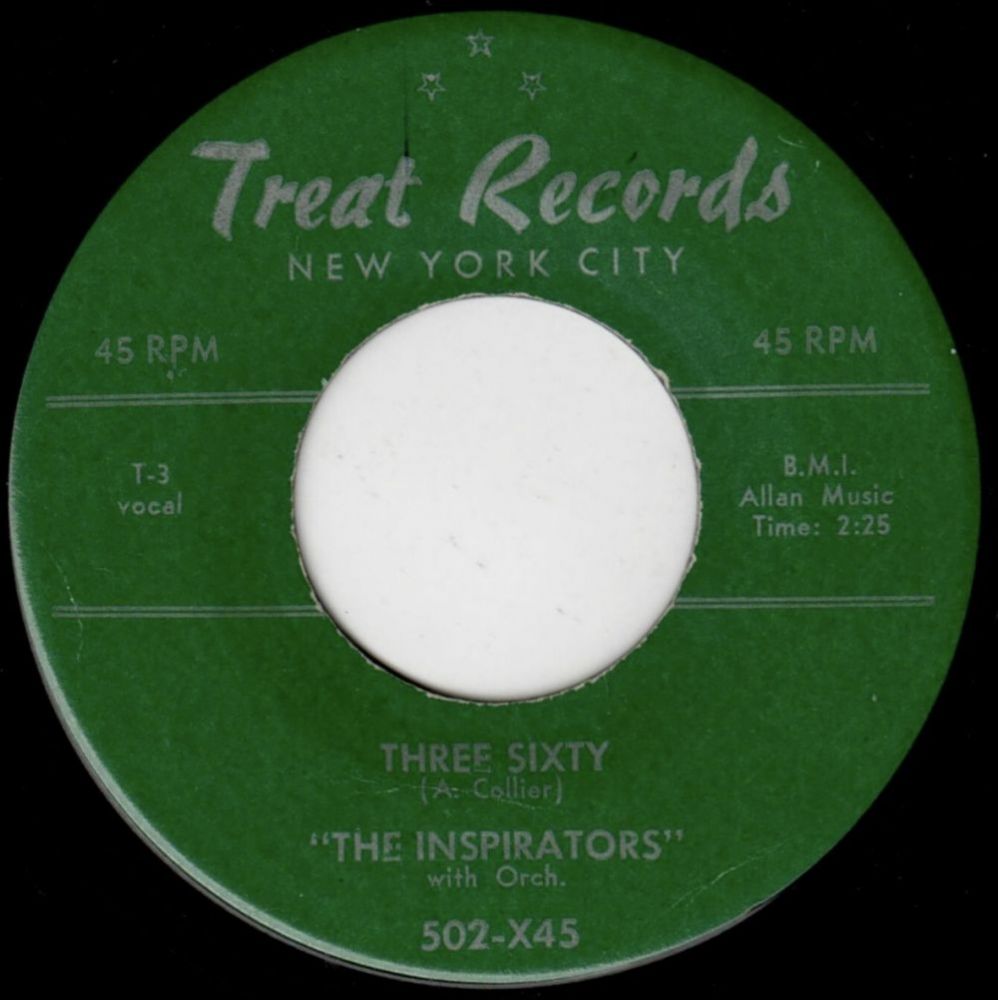 Treat Records
NEW YORK CITY
45 RPM
45 RPM
T-3
vocal
B.M.I.
Allan Music
Time: 2:25
THREE SIXTY
(A. Collier)
"THE INSPIRATORS"
with Orch.
502-X45